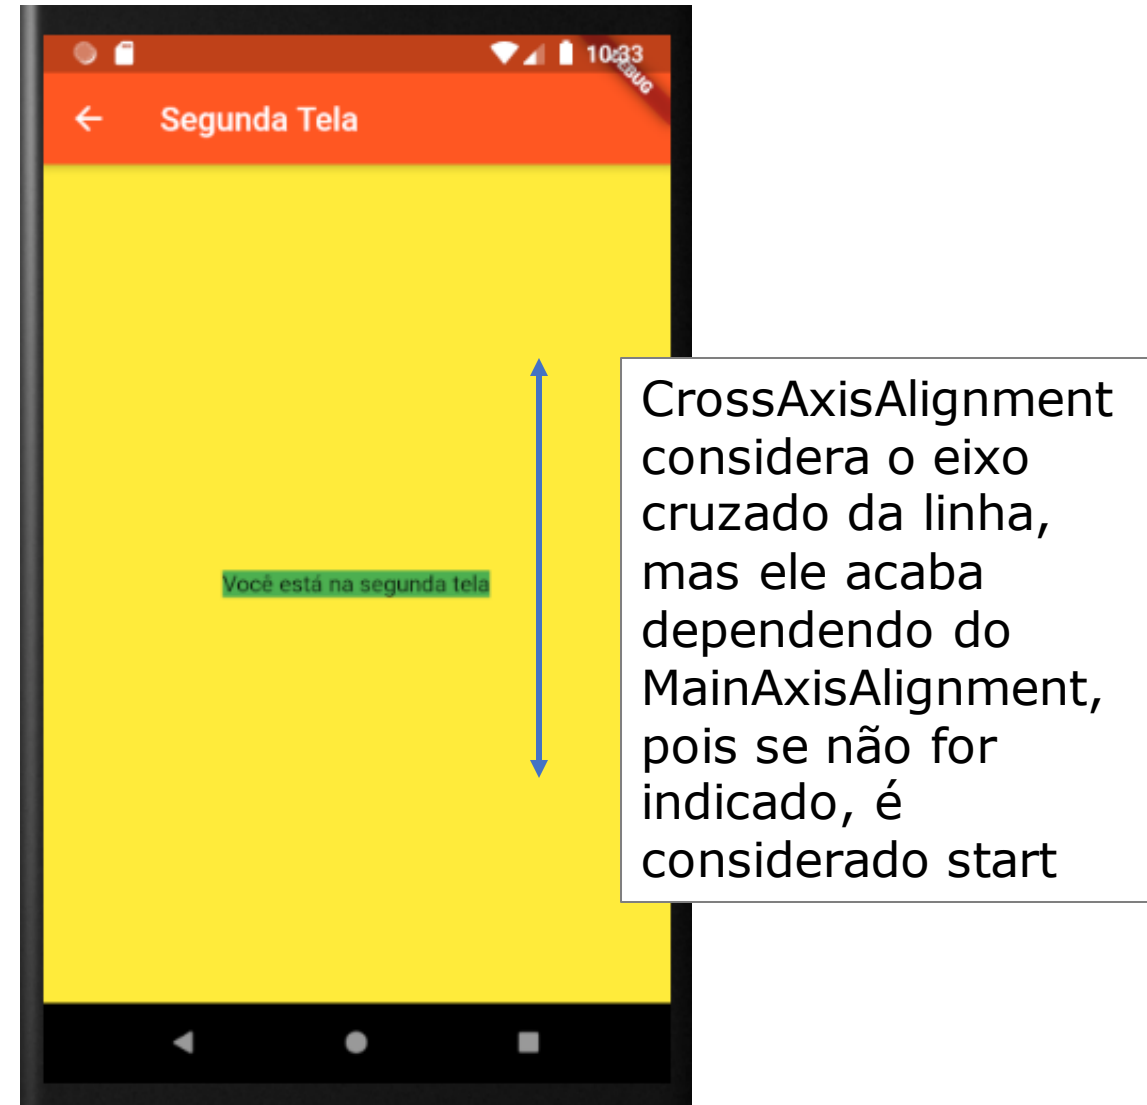 10:33
DEBUG
Segunda Tela
Você está na segunda tela
CrossAxisAlignment
considera o eixo
cruzado da linha,
mas ele acaba
dependendo do
MainAxisAlignment,
pois se não for
indicado, é
considerado start